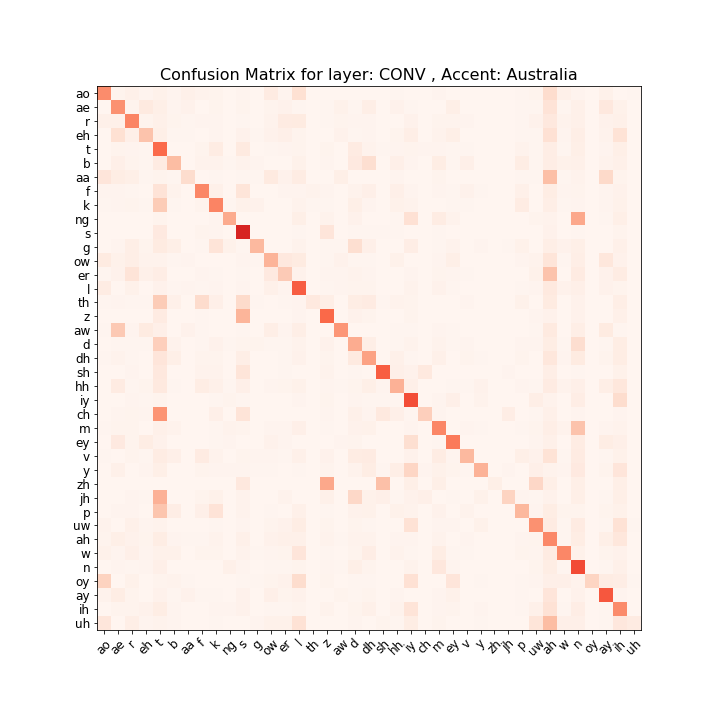 Confusion Matrix for layer: CONV , Accent: Australia
ao
ae
r
eh
t
b
aa
f
k
ng
s
g
ow
er
l
th
z
aw
d
dh
sh
hh
iy
ch
m
ey
v
y
zh
jh
p
uw
ah
w
n
oy
ay
ih
uh
ao ae r eh t b aa f k ng s g ow er l th z aw d dh sh hh iy ch m ey v y zh jh p uw ah w n oy ay ih uh